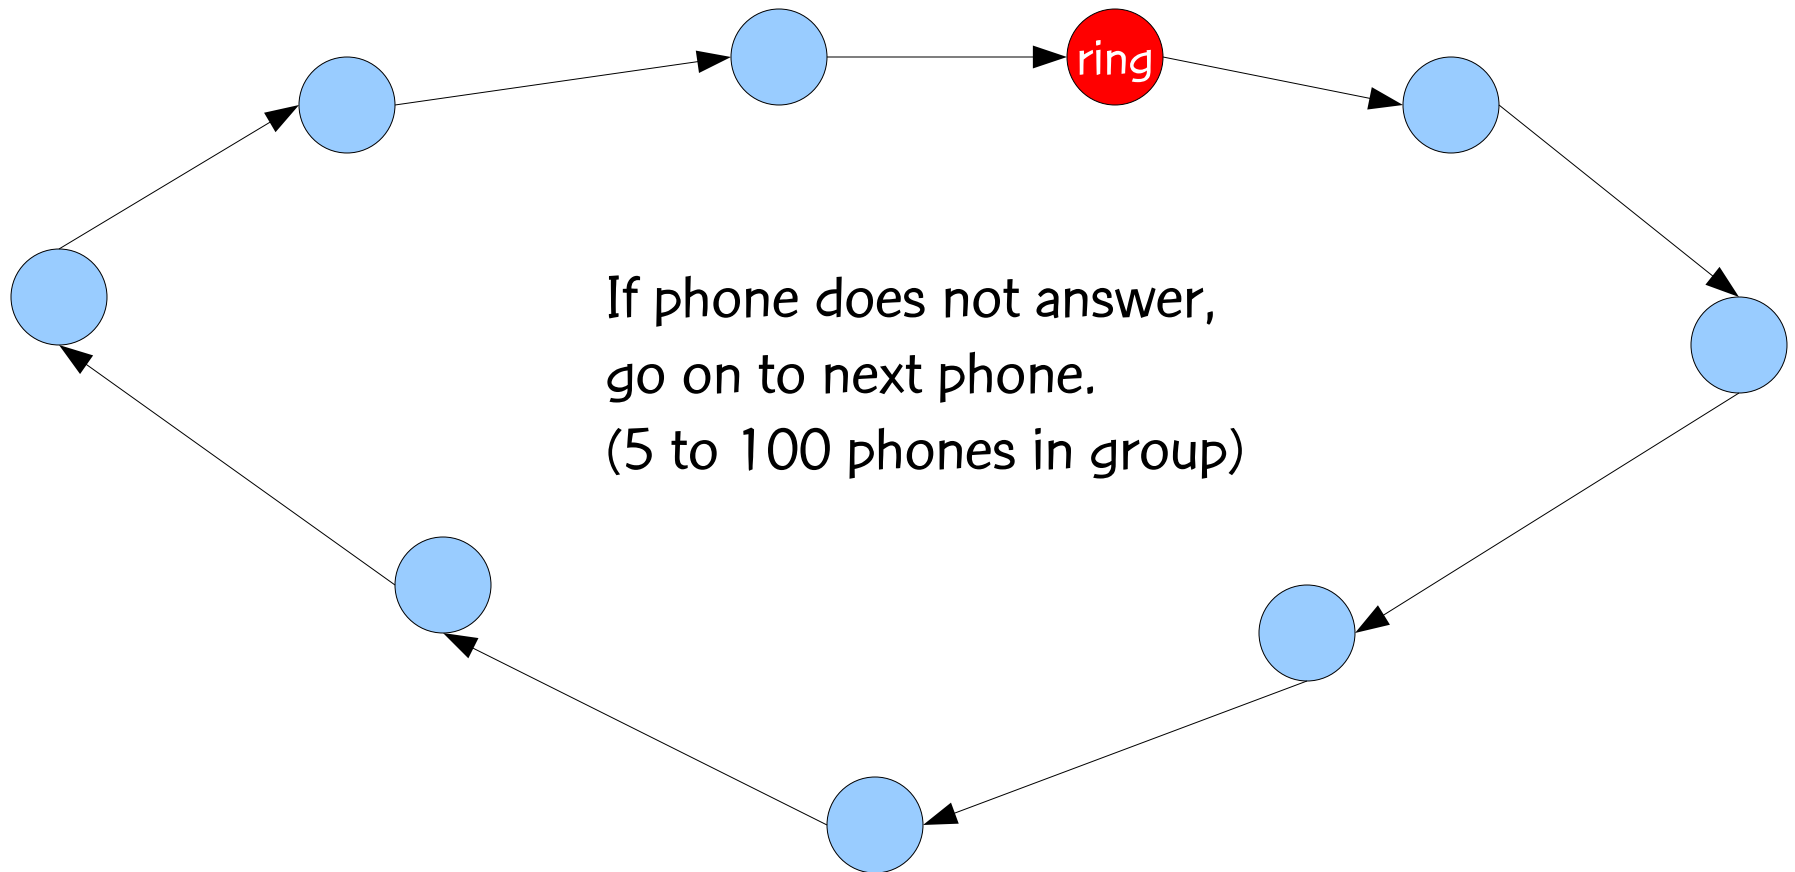 ring
If phone does not answer,
go on to next phone.
(5 to 100 phones in group)